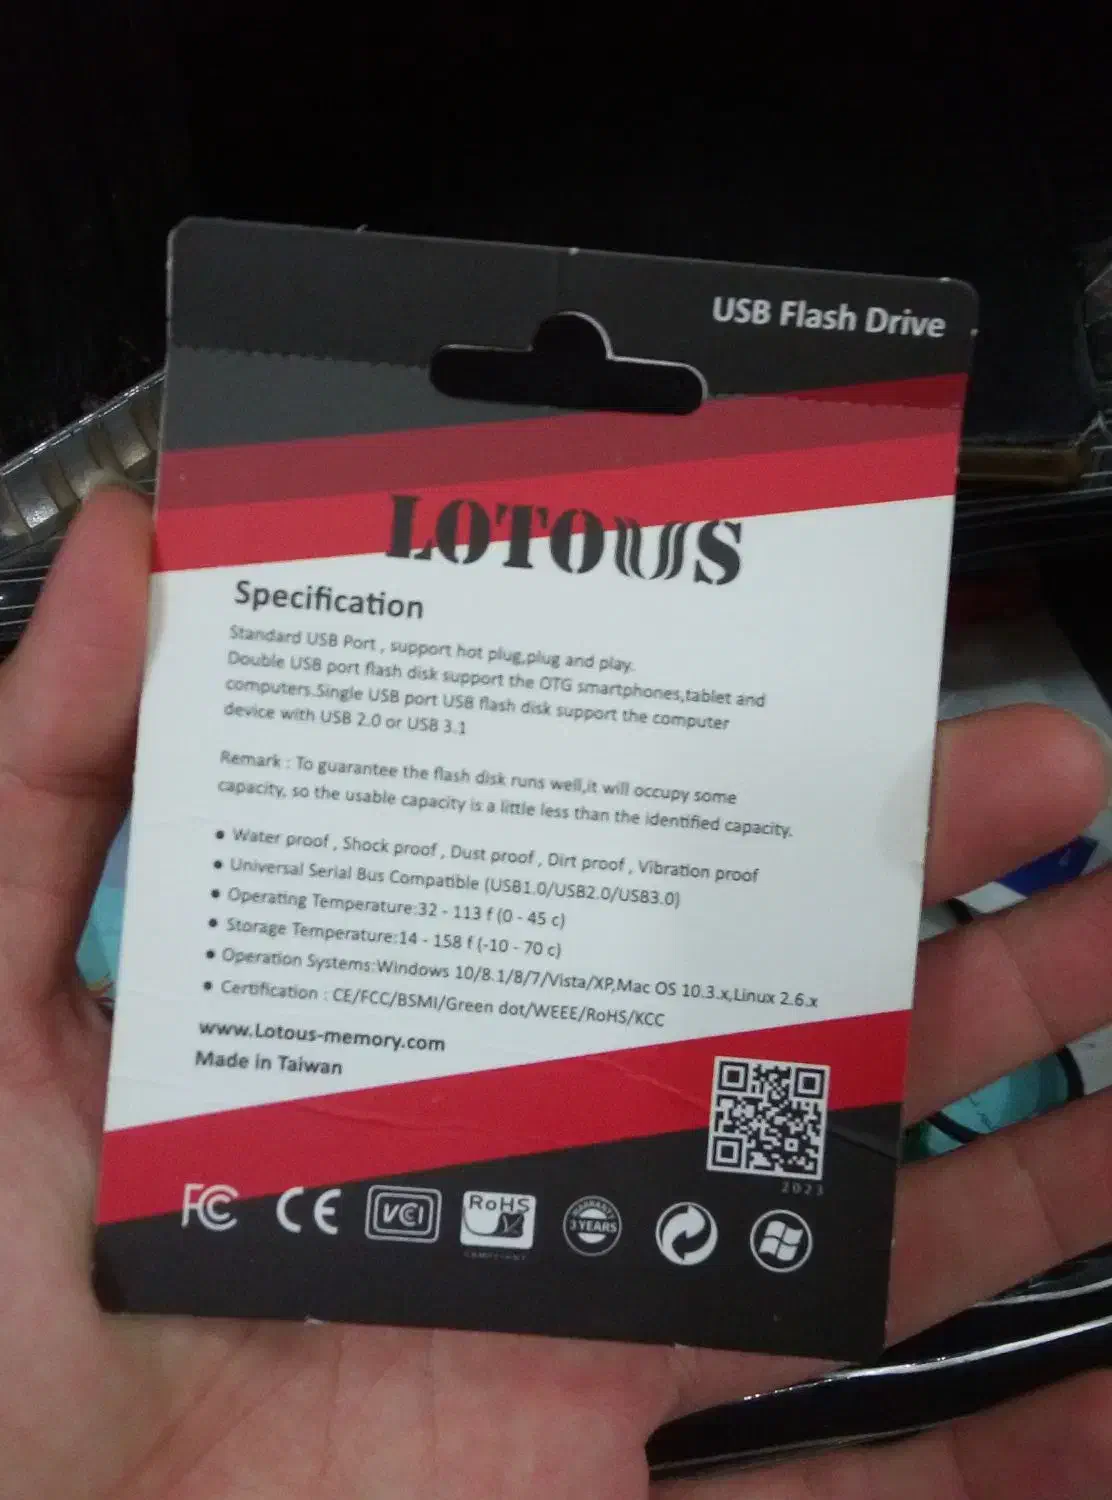 USB Flash Drive
LOTOUS
Specification
Standard USB Port , support hot plug,plug and play.
Double USB port flash disk support the OTG smartphones,tablet and
computers.Single USB port USB flash disk support the computer
device with USB 2.0 or USB 3.1
Remark : To guarantee the flash disk runs well,it will occupy some
capacity, so the usable capacity is a little less than the identified capacity.
• Water proof , Shock proof , Dust proof , Dirt proof , Vibration proof
• Universal Serial Bus Compatible (USB1.0/USB2.0/USB3.0)
• Operating Temperature:32 - 113 f (0 - 45 c)
• Storage Temperature:14 - 158 f (-10 - 70 c)
• Operation Systems:Windows 10/8.1/8/7/Vista/XP,Mac OS 10.3.x,Linux 2.6.x
• Certification : CE/FCC/BSMI/Green dot/WEEE/RoHS/KCC
www.Lotous-memory.com
Made in Taiwan
2023
FC CE VCI RoHS WARRANTY 3 YEARS
COMPLIANT